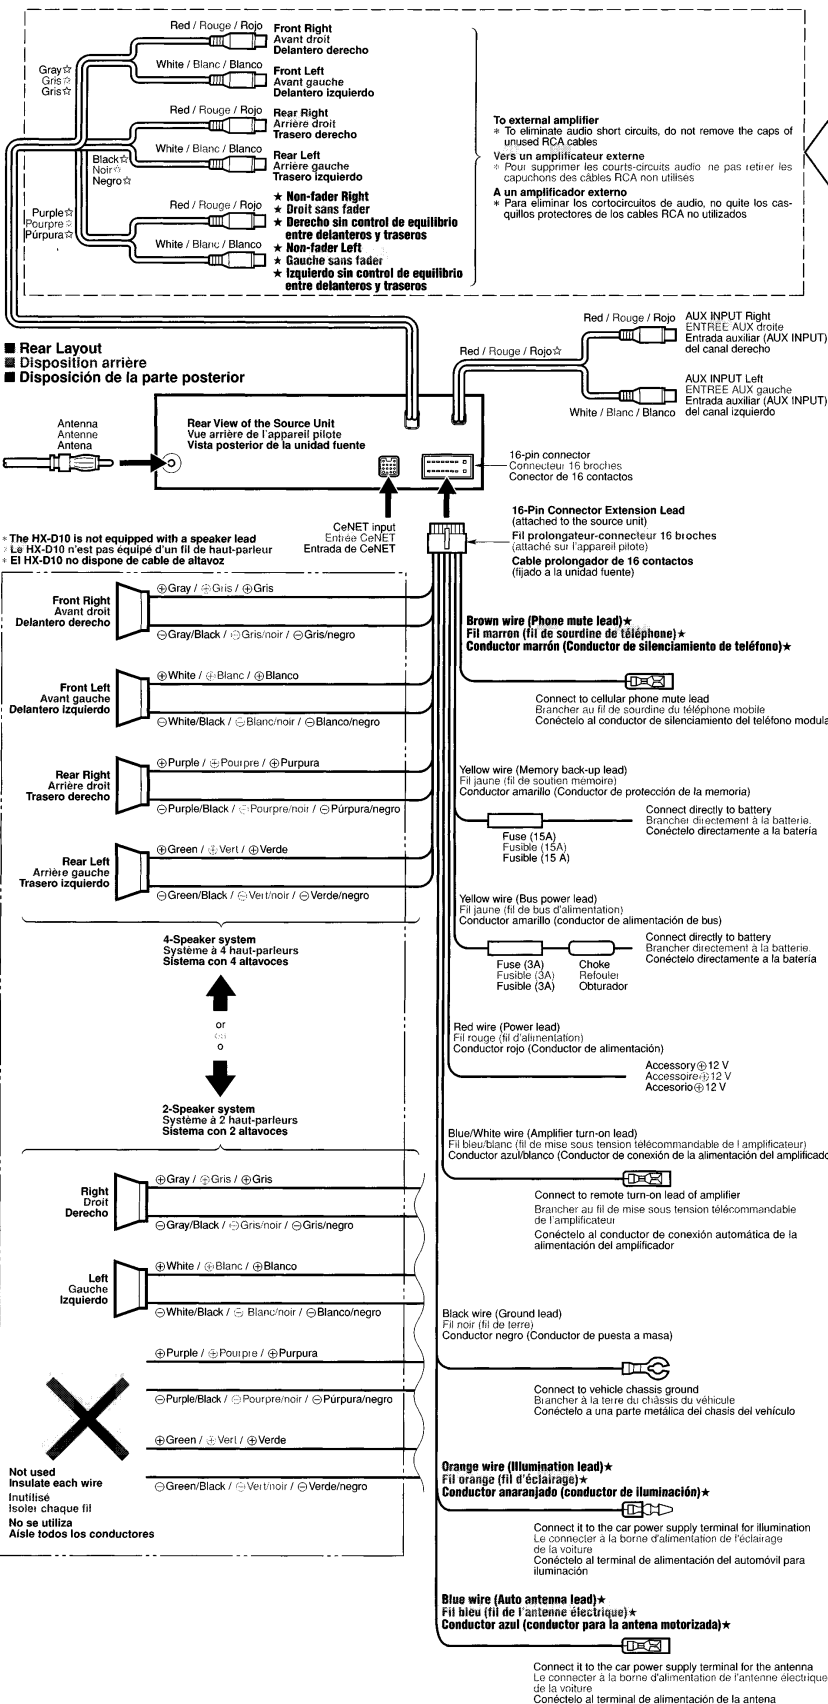 Red / Rouge / Rojo
Front Right
Avant droit
Delantero derecho
Gray☆
Gris☆
Gris☆
White / Blanc / Blanco
Front Left
Avant gauche
Delantero izquierdo
Red / Rouge / Rojo
Rear Right
Arrière droit
Trasero derecho
Black☆
Noir☆
Negro☆
White / Blanc / Blanco
Rear Left
Arrière gauche
Trasero izquierdo
Purple☆
Pourpre☆
Púrpura☆
Red / Rouge / Rojo
★ Non-fader Right
★ Droit sans fader
★ Derecho sin control de equilibrio
entre delanteros y traseros
White / Blanc / Blanco
★ Non-fader Left
★ Gauche sans fader
★ Izquierdo sin control de equilibrio
entre delanteros y traseros
To external amplifier
* To eliminate audio short circuits, do not remove the caps of
unused RCA cables
Vers un amplificateur externe
* Pour supprimer les courts-circuits audio ne pas retirer les
capuchons des câbles RCA non utilises
A un amplificador externo
* Para eliminar los cortocircuitos de audio, no quite los cas-
quillos protectores de los cables RCA no utilizados
■ Rear Layout
■ Disposition arrière
■ Disposición de la parte posterior
Red / Rouge / Rojo☆
Red / Rouge / Rojo
AUX INPUT Right
ENTREE AUX droite
Entrada auxiliar (AUX INPUT)
del canal derecho
White / Blanc / Blanco
AUX INPUT Left
ENTREE AUX gauche
Entrada auxiliar (AUX INPUT)
del canal izquierdo
Antenna
Antenne
Antena
Rear View of the Source Unit
Vue arrière de l'appareil pilote
Vista posterior de la unidad fuente
16-pin connector
Connecteur 16 broches
Conector de 16 contactos
CeNET input
Entrée CeNET
Entrada de CeNET
16-Pin Connector Extension Lead
(attached to the source unit)
Fil prolongateur-connecteur 16 broches
(attaché sur l'appareil pilote)
Cable prolongador de 16 contactos
(fijado a la unidad fuente)
* The HX-D10 is not equipped with a speaker lead
* Le HX-D10 n'est pas équipé d'un fil de haut-parleur
* El HX-D10 no dispone de cable de altavoz
Front Right
Avant droit
Delantero derecho
⊕Gray / ⊕Gris / ⊕Gris
⊖Gray/Black / ⊖Gris/noir / ⊖Gris/negro
Front Left
Avant gauche
Delantero izquierdo
⊕White / ⊕Blanc / ⊕Blanco
⊖White/Black / ⊖Blanc/noir / ⊖Blanco/negro
Rear Right
Arrière droit
Trasero derecho
⊕Purple / ⊕Pourpre / ⊕Purpura
⊖Purple/Black / ⊖Pourpre/noir / ⊖Púrpura/negro
Rear Left
Arrière gauche
Trasero izquierdo
⊕Green / ⊕Vert / ⊕Verde
⊖Green/Black / ⊖Vert/noir / ⊖Verde/negro
4-Speaker system
Système à 4 haut-parleurs
Sistema con 4 altavoces
or
ou
o
2-Speaker system
Système à 2 haut-parleurs
Sistema con 2 altavoces
Right
Droit
Derecho
⊕Gray / ⊕Gris / ⊕Gris
⊖Gray/Black / ⊖Gris/noir / ⊖Gris/negro
Left
Gauche
Izquierdo
⊕White / ⊕Blanc / ⊕Blanco
⊖White/Black / ⊖Blanc/noir / ⊖Blanco/negro
⊕Purple / ⊕Pourpre / ⊕Purpura
⊖Purple/Black / ⊖Pourpre/noir / ⊖Púrpura/negro
⊕Green / ⊕Vert / ⊕Verde
⊖Green/Black / ⊖Vert/noir / ⊖Verde/negro
Not used
Insulate each wire
Inutilisé
Isoler chaque fil
No se utiliza
Aísle todos los conductores
Brown wire (Phone mute lead)★
Fil marron (fil de sourdine de téléphone)★
Conductor marrón (Conductor de silenciamiento de teléfono)★
Connect to cellular phone mute lead
Brancher au fil de sourdine du téléphone mobile
Conéctelo al conductor de silenciamiento del teléfono modula
Yellow wire (Memory back-up lead)
Fil jaune (fil de soutien mémoire)
Conductor amarillo (Conductor de protección de la memoria)
Fuse (15A)
Fusible (15A)
Fusible (15 A)
Connect directly to battery
Brancher directement à la batterie.
Conéctelo directamente a la batería
Yellow wire (Bus power lead)
Fil jaune (fil de bus d'alimentation)
Conductor amarillo (conductor de alimentación de bus)
Fuse (3A)
Fusible (3A)
Fusible (3A)
Choke
Refouler
Obturador
Connect directly to battery
Brancher directement à la batterie.
Conéctelo directamente a la batería
Red wire (Power lead)
Fil rouge (fil d'alimentation)
Conductor rojo (Conductor de alimentación)
Accessory⊕12 V
Accessoire⊕12 V
Accesorio⊕12 V
Blue/White wire (Amplifier turn-on lead)
Fil bleu/blanc (fil de mise sous tension télécommandable de l amplificateur)
Conductor azul/blanco (Conductor de conexión de la alimentación del amplificado
Connect to remote turn-on lead of amplifier
Brancher au fil de mise sous tension télécommandable
de l'amplificateur
Conéctelo al conductor de conexión automática de la
alimentación del amplificador
Black wire (Ground lead)
Fil noir (fil de terre)
Conductor negro (Conductor de puesta a masa)
Connect to vehicle chassis ground
Brancher à la terre du châssis du véhicule
Conéctelo a una parte metálica del chasis del vehículo
Orange wire (Illumination lead)★
Fil orange (fil d'éclairage)★
Conductor anaranjado (conductor de iluminación)★
Connect it to the car power supply terminal for illumination
Le connecter à la borne d'alimentation de l'éclairage
de la voiture
Conéctelo al terminal de alimentación del automóvil para
iluminación
Blue wire (Auto antenna lead)★
Fil bleu (fil de l'antenne électrique)★
Conductor azul (conductor para la antena motorizada)★
Connect it to the car power supply terminal for the antenna
Le connecter à la borne d'alimentation de l'antenne électrique
de la voiture
Conéctelo al terminal de alimentación de la antena